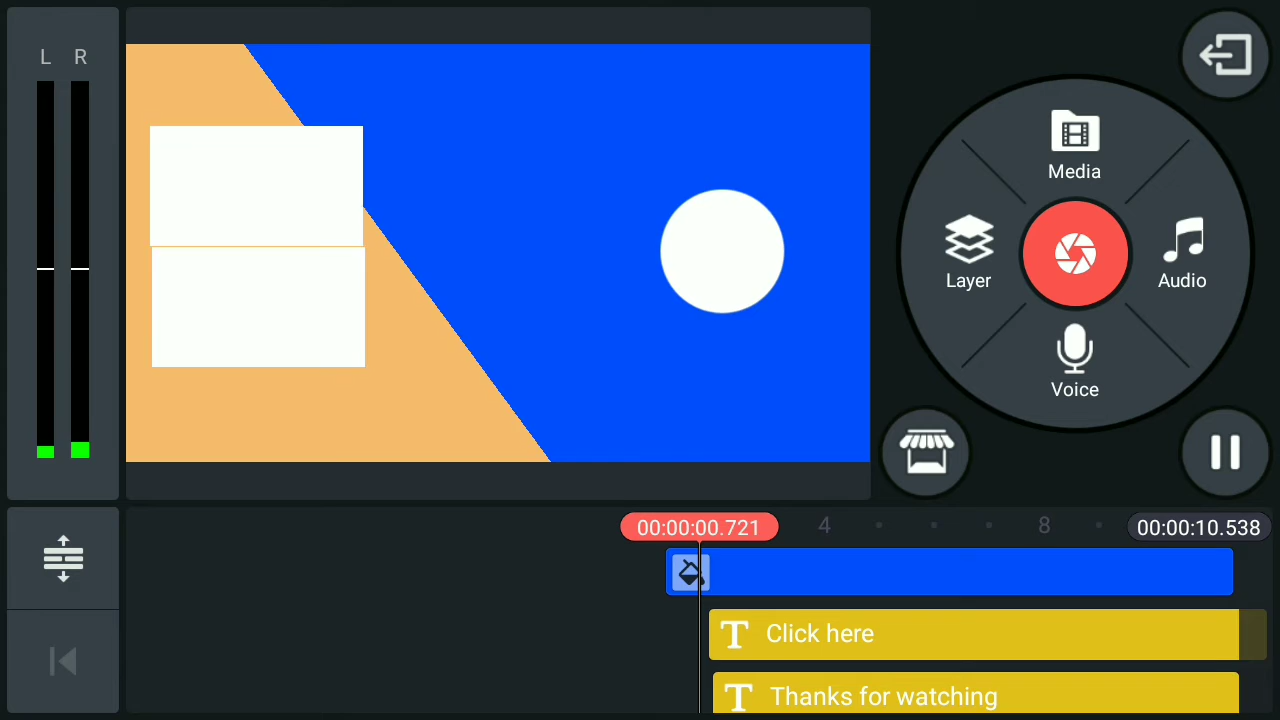 L R
Media
Layer
Audio
Voice
00:00:00.721
4
8
00:00:10.538
T Click here
T Thanks for watching